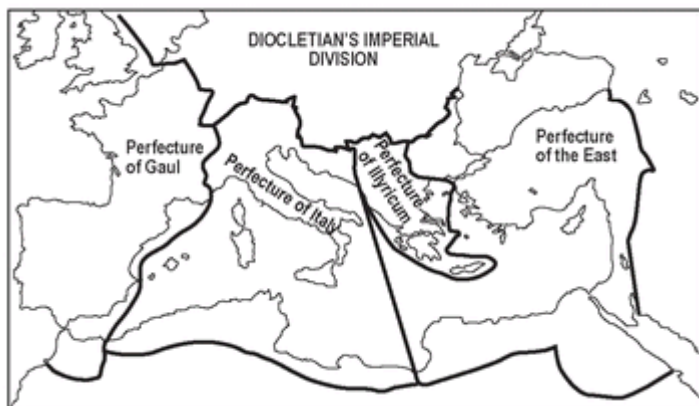 DIOCLETIAN'S IMPERIAL
DIVISION
Perfecture
of Gaul
Perfecture of Italy
Perfecture
of Illyricum
Perfecture
of the East